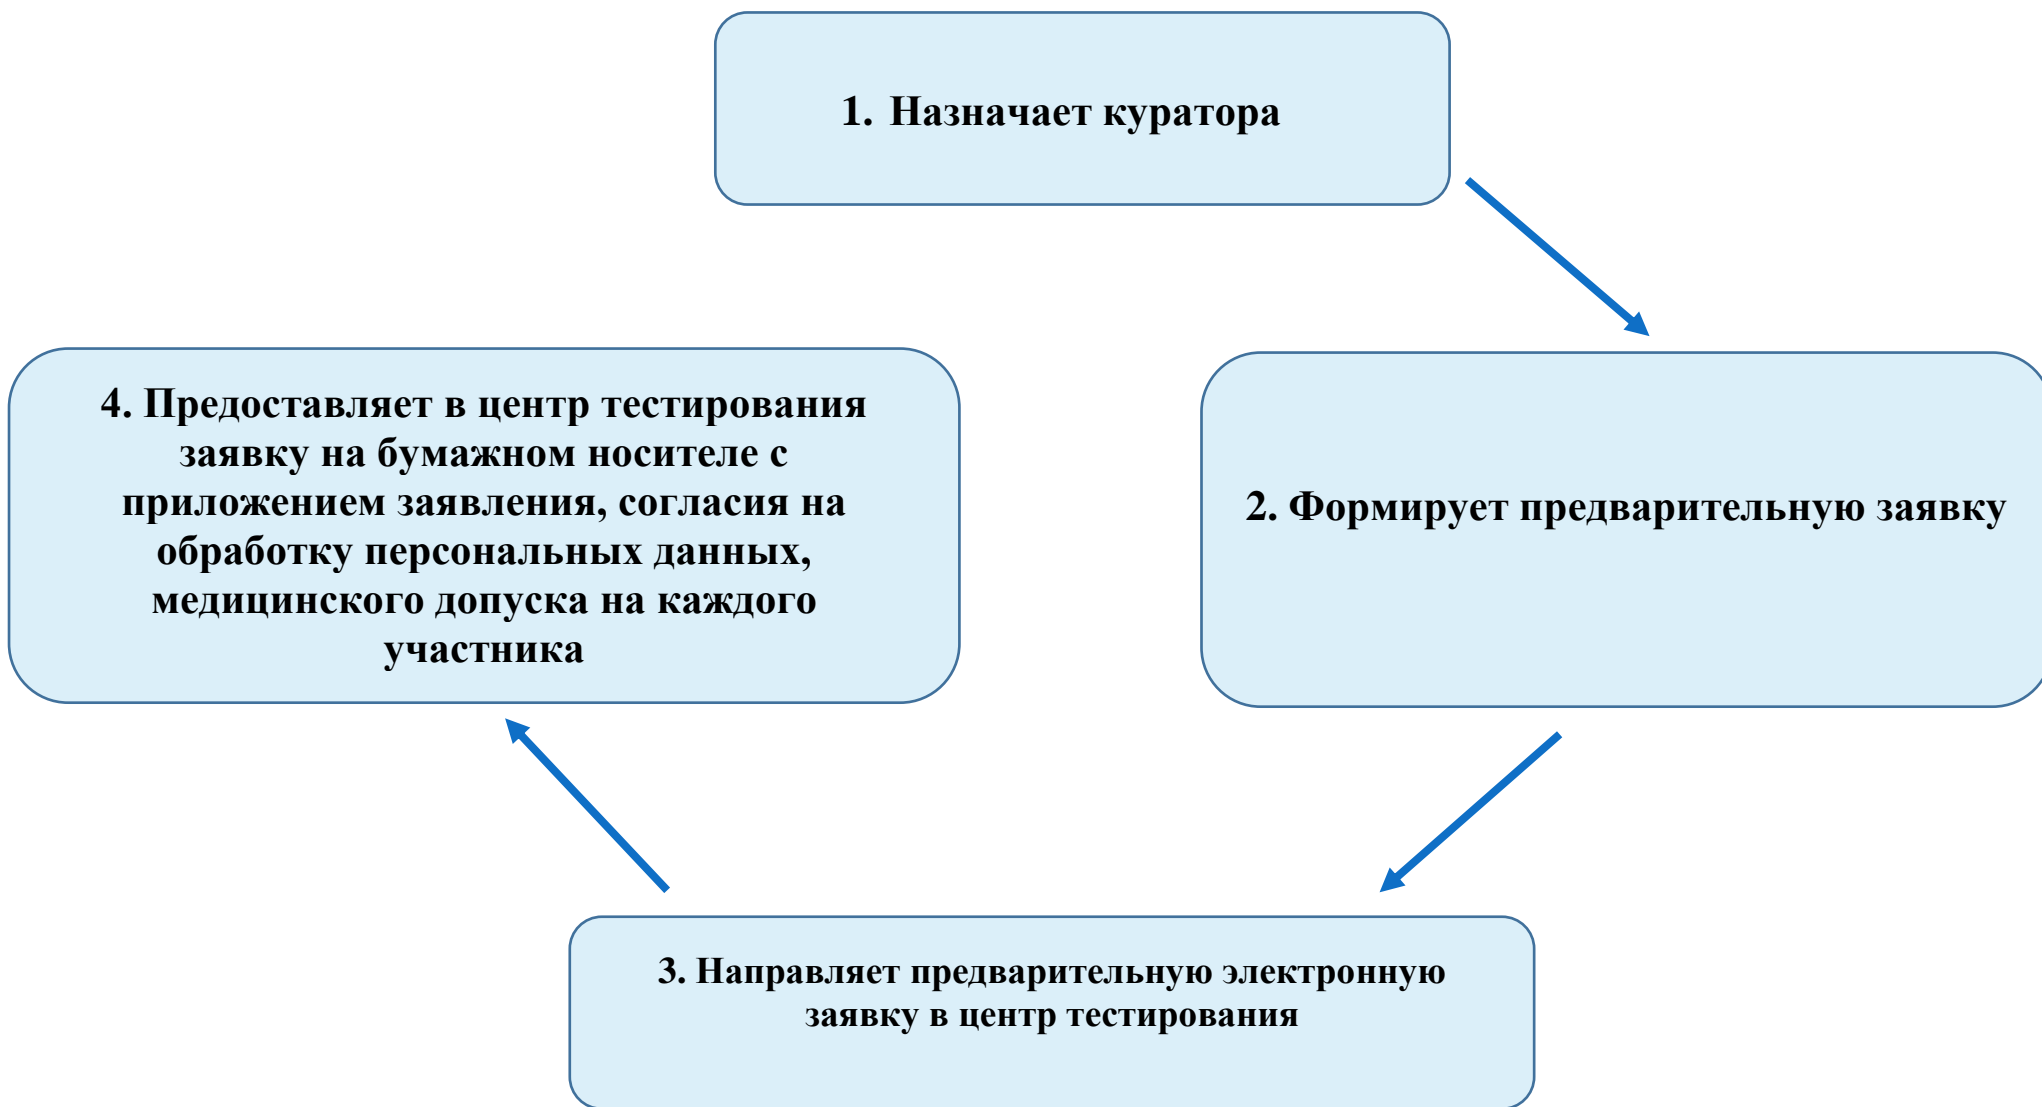 1. Назначает куратора
2. Формирует предварительную заявку
3. Направляет предварительную электронную
заявку в центр тестирования
4. Предоставляет в центр тестирования
заявку на бумажном носителе с
приложением заявления, согласия на
обработку персональных данных,
медицинского допуска на каждого
участника